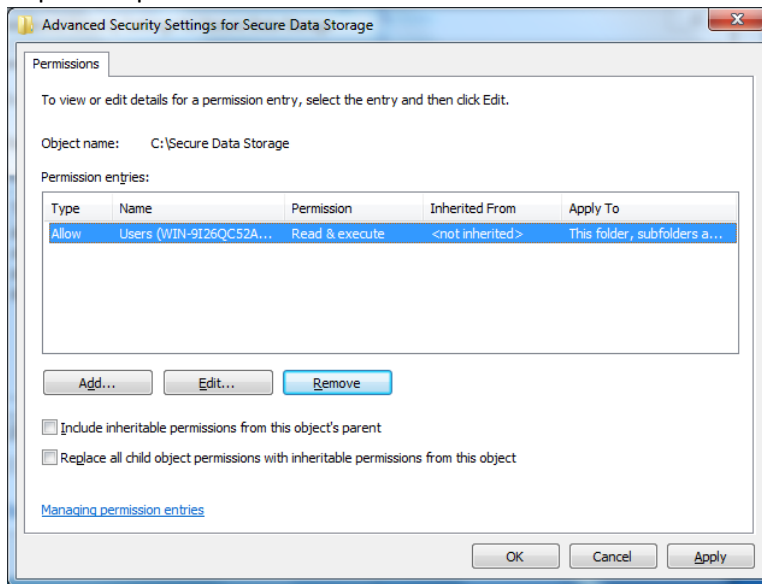 Advanced Security Settings for Secure Data Storage
Permissions
To view or edit details for a permission entry, select the entry and then click Edit.
Object name: C:\Secure Data Storage
Permission entries:
Type Name Permission Inherited From Apply To
Allow Users (WIN-9I26QC52A... Read & execute <not inherited> This folder, subfolders a...
Add... Edit... Remove
Include inheritable permissions from this object's parent
Replace all child object permissions with inheritable permissions from this object
Managing permission entries
OK Cancel Apply